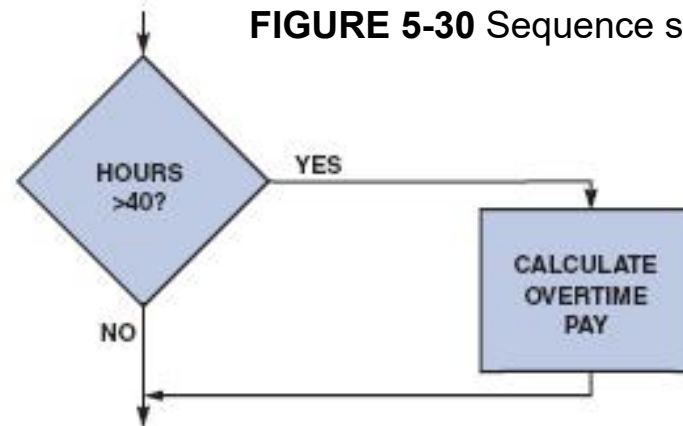 FIGURE 5-30 Sequence s
HOURS
>40?
YES
CALCULATE
OVERTIME
PAY
NO